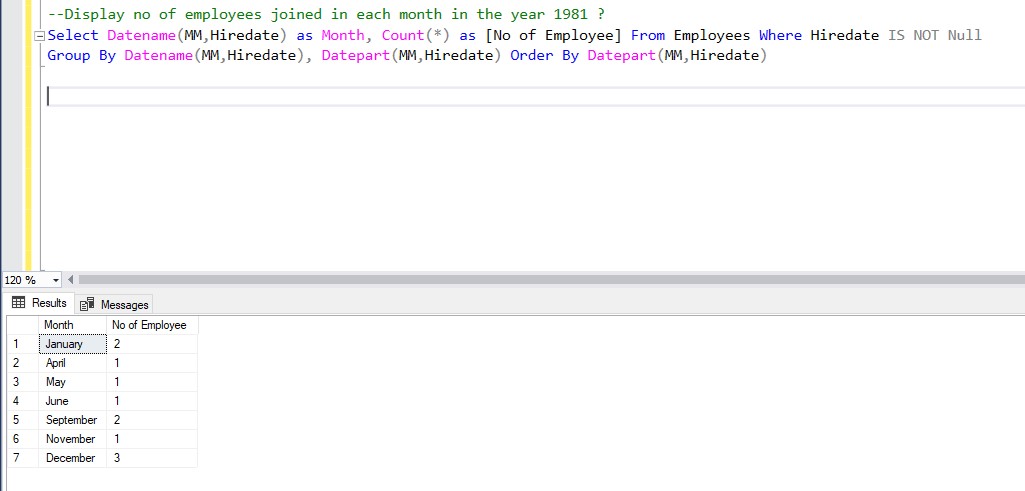 --Display no of employees joined in each month in the year 1981 ?
Select Datename(MM,Hiredate) as Month, Count(*) as [No of Employee] From Employees Where Hiredate IS NOT Null
Group By Datename(MM,Hiredate), Datepart(MM,Hiredate) Order By Datepart(MM,Hiredate)
120 %
Results Messages
Month No of Employee
1 January 2
2 April 1
3 May 1
4 June 1
5 September 2
6 November 1
7 December 3